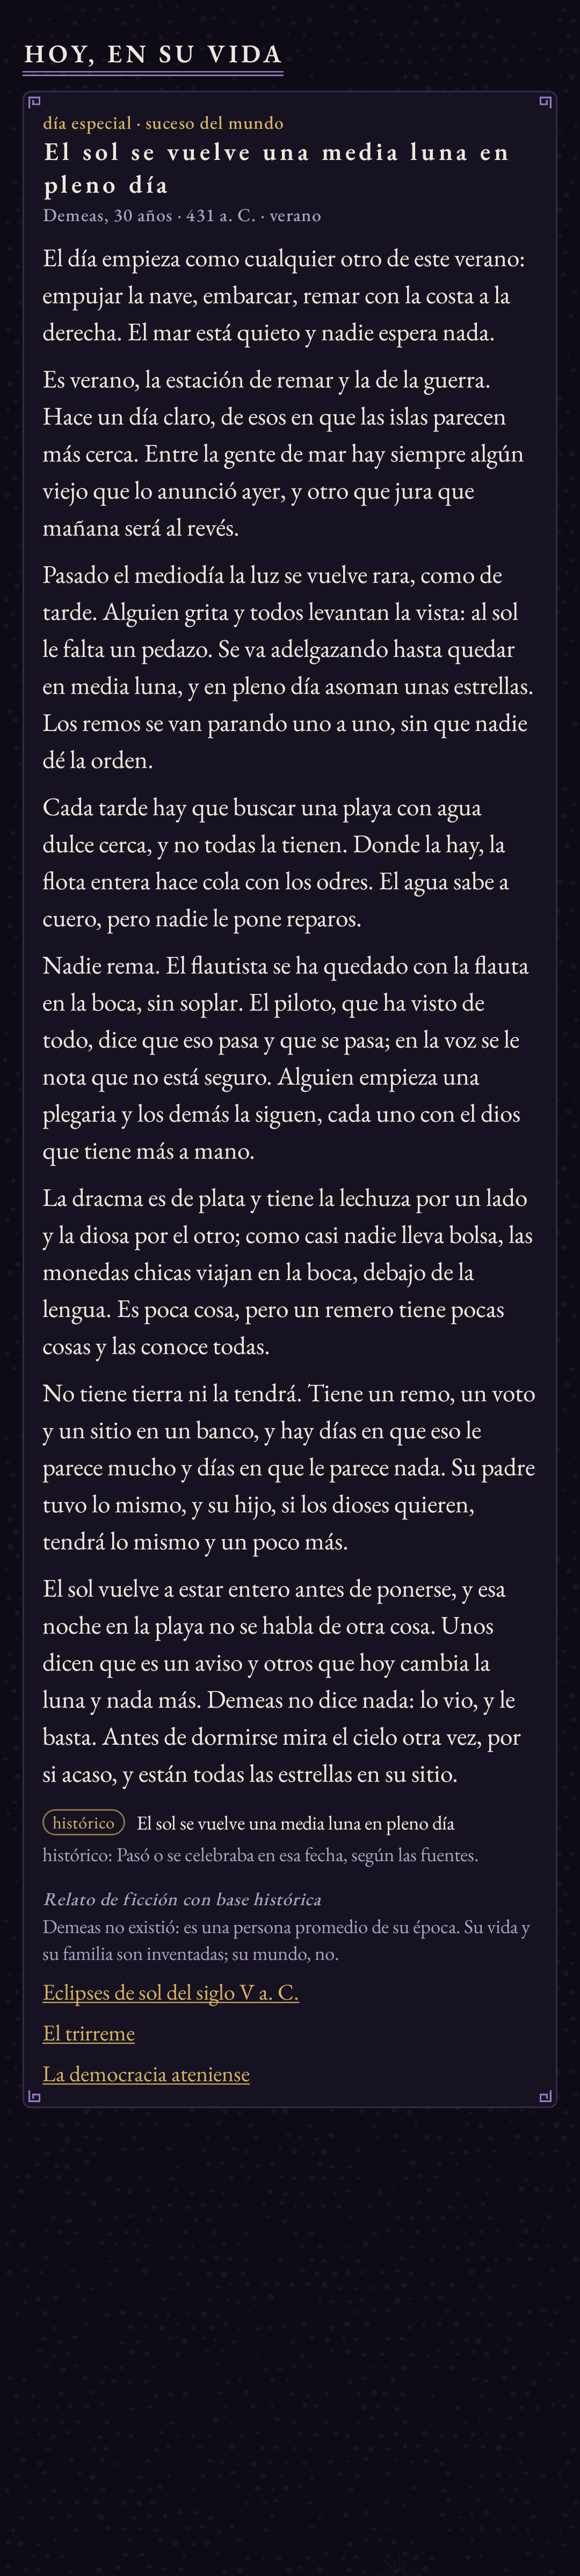 HOY, EN SU VIDA
día especial · suceso del mundo
El sol se vuelve una media luna en
pleno día
Demeas, 30 años · 431 a. C. · verano
El día empieza como cualquier otro de este verano:
empujar la nave, embarcar, remar con la costa a la
derecha. El mar está quieto y nadie espera nada.
Es verano, la estación de remar y la de la guerra.
Hace un día claro, de esos en que las islas parecen
más cerca. Entre la gente de mar hay siempre algún
viejo que lo anunció ayer, y otro que jura que
mañana será al revés.
Pasado el mediodía la luz se vuelve rara, como de
tarde. Alguien grita y todos levantan la vista: al sol
le falta un pedazo. Se va adelgazando hasta quedar
en media luna, y en pleno día asoman unas estrellas.
Los remos se van parando uno a uno, sin que nadie
dé la orden.
Cada tarde hay que buscar una playa con agua
dulce cerca, y no todas la tienen. Donde la hay, la
flota entera hace cola con los odres. El agua sabe a
cuero, pero nadie le pone reparos.
Nadie rema. El flautista se ha quedado con la flauta
en la boca, sin soplar. El piloto, que ha visto de
todo, dice que eso pasa y que se pasa; en la voz se le
nota que no está seguro. Alguien empieza una
plegaria y los demás la siguen, cada uno con el dios
que tiene más a mano.
La dracma es de plata y tiene la lechuza por un lado
y la diosa por el otro; como casi nadie lleva bolsa, las
monedas chicas viajan en la boca, debajo de la
lengua. Es poca cosa, pero un remero tiene pocas
cosas y las conoce todas.
No tiene tierra ni la tendrá. Tiene un remo, un voto
y un sitio en un banco, y hay días en que eso le
parece mucho y días en que le parece nada. Su padre
tuvo lo mismo, y su hijo, si los dioses quieren,
tendrá lo mismo y un poco más.
El sol vuelve a estar entero antes de ponerse, y esa
noche en la playa no se habla de otra cosa. Unos
dicen que es un aviso y otros que hoy cambia la
luna y nada más. Demeas no dice nada: lo vio, y le
basta. Antes de dormirse mira el cielo otra vez, por
si acaso, y están todas las estrellas en su sitio.
histórico El sol se vuelve una media luna en pleno día
histórico: Pasó o se celebraba en esa fecha, según las fuentes.
Relato de ficción con base histórica
Demeas no existió: es una persona promedio de su época. Su vida y
su familia son inventadas; su mundo, no.
Eclipses de sol del siglo V a. C.
El trirreme
La democracia ateniense